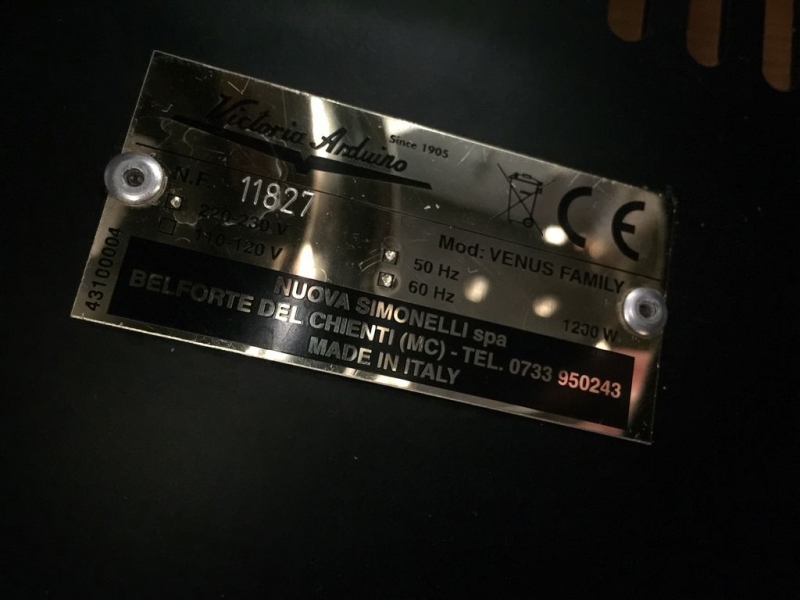 Victoria Arduino Since 1905
N.F. 11827
220-230 V
110-120 V
50 Hz
60 Hz
Mod: VENUS FAMILY
1200 W
43100004
NUOVA SIMONELLI spa
BELFORTE DEL CHIENTI (MC) - TEL. 0733 950243
MADE IN ITALY
CE